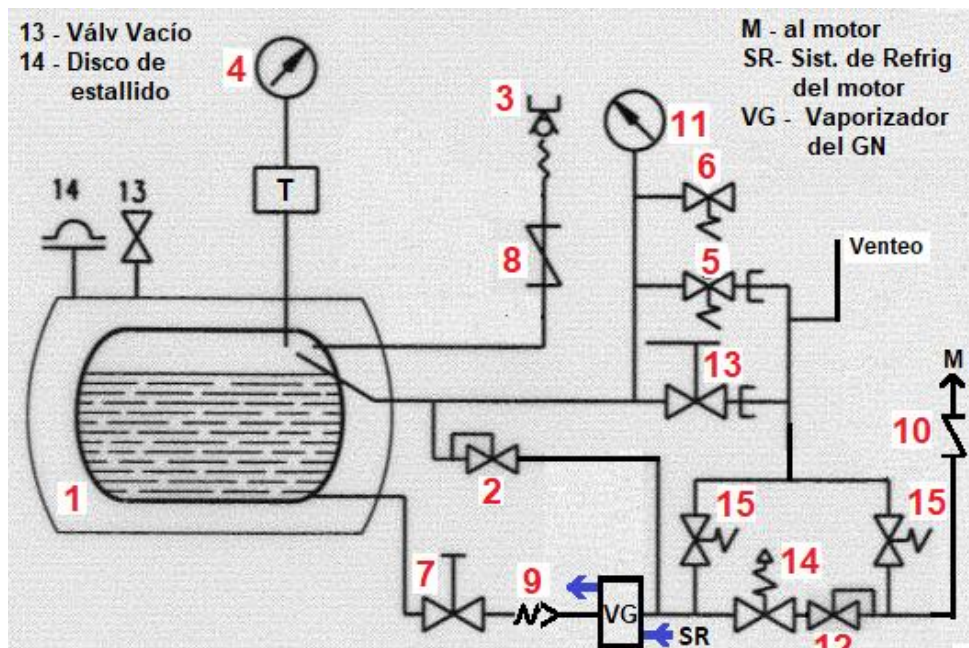 13 - Válv Vacío
14 - Disco de
estallido
4
M - al motor
SR- Sist. de Refrig
del motor
VG - Vaporizador
del GN
3
11
6
T
14
13
8
5
Venteo
13
M
10
1
2
15
15
7
9
14
VG
SR
12